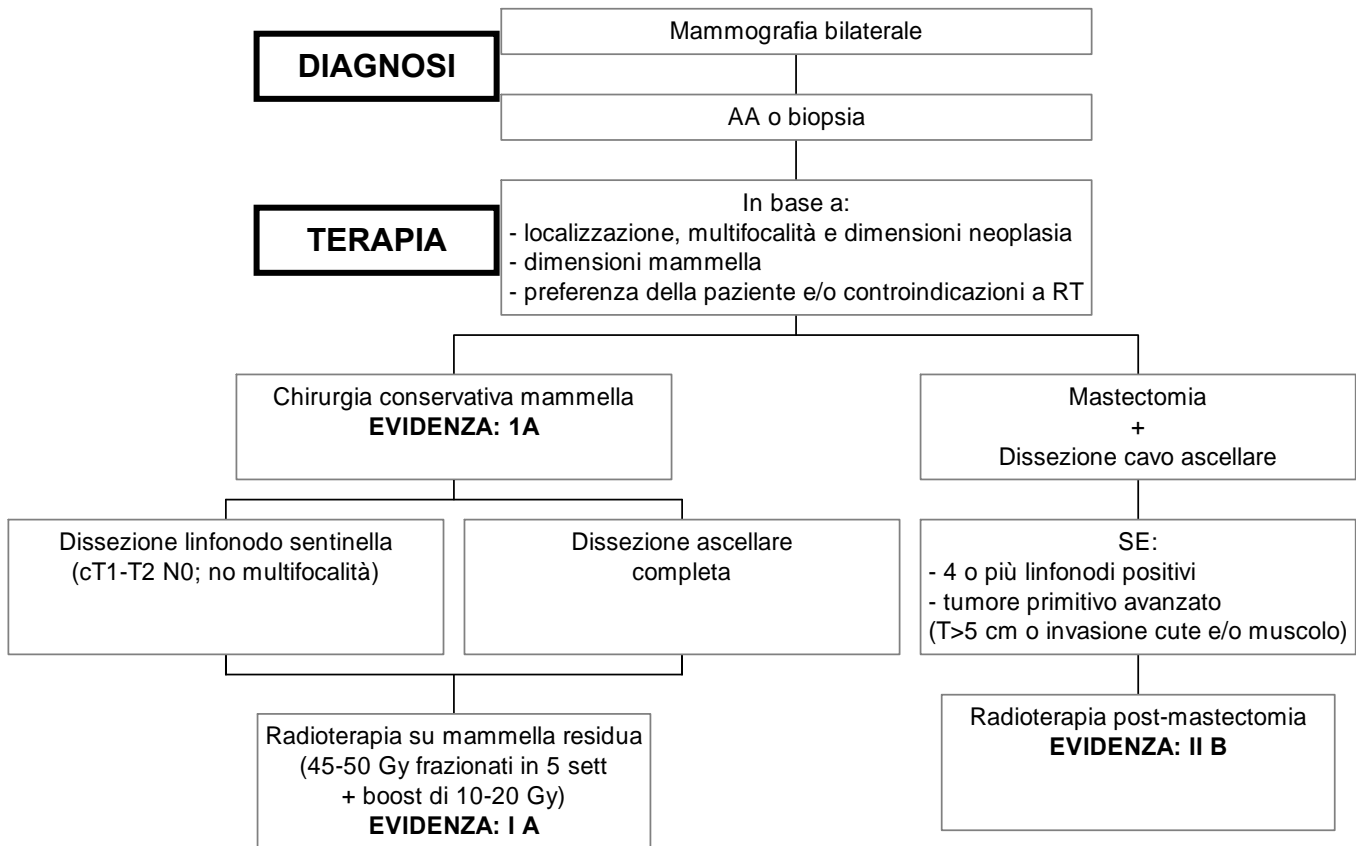 Mammografia bilaterale
DIAGNOSI
AA o biopsia
In base a:
- localizzazione, multifocalità e dimensioni neoplasia
- dimensioni mammella
- preferenza della paziente e/o controindicazioni a RT
TERAPIA
Chirurgia conservativa mammella
EVIDENZA: 1A
Mastectomia
+
Dissezione cavo ascellare
Dissezione linfonodo sentinella
(cT1-T2 N0; no multifocalità)
Dissezione ascellare
completa
SE:
- 4 o più linfonodi positivi
- tumore primitivo avanzato
(T>5 cm o invasione cute e/o muscolo)
Radioterapia su mammella residua
(45-50 Gy frazionati in 5 sett
+ boost di 10-20 Gy)
EVIDENZA: I A
Radioterapia post-mastectomia
EVIDENZA: II B